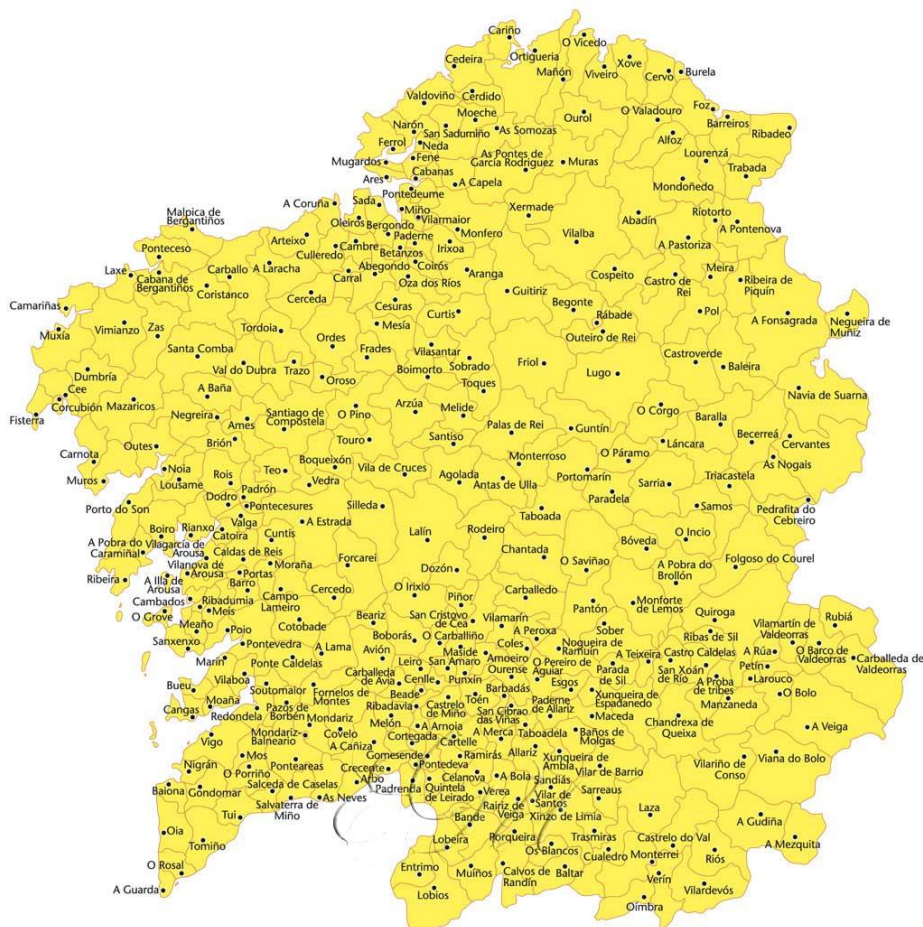 Cariño
O Vicedo
Ortigueria
Xove
Cedeira
Mañón
Viveiro
Cervo
Burela
Cerdido
Valdoviño
Moeche
Ourol
O Valadouro
Foz
Barreiros
Narón
San Sadurniño
As Somozas
Ribadeo
Ferrol
Neda
Alfoz
Mugardos
Fene
As Pontes de
García Rodríguez
Muras
Lourenzá
Trabada
Ares
Cabanas
A Capela
Mondoñedo
Pontedeume
A Coruña
Sada
Miño
Xermade
Abadín
Riotorto
A Pontenova
Malpica de
Bergantiños
Oleiros
Bergondo
Vilarmaior
Monfero
Vilalba
A Pastoriza
Arteixo
Culleredo
Cambre
Paderne
Irixoa
Ponteceso
Betanzos
Laxe
Cabana de
Bergantiños
Carballo
A Laracha
Carral
Abegondo
Coirós
Oza dos Ríos
Aranga
Cospeito
Castro de
Rei
Meira
Ribeira de
Piquín
Coristanco
Cerceda
Cesuras
Guitiriz
Begonte
Camariñas
Curtis
Rábade
Pol
A Fonsagrada
Negueira de
Muñiz
Muxía
Vimianzo
Zas
Tordoia
Mesía
Outeiro de Rei
Santa Comba
Ordes
Frades
Vilasantar
Sobrado
Friol
Castroverde
Baleira
Val do Dubra
Trazo
Oroso
Boimorto
Toques
Lugo
Dumbría
Cee
Corcubión
Mazaricos
A Baña
Navia de Suarna
Fisterra
Negreira
Ames
Santiago de
Compostela
O Pino
Arzúa
Melide
Palas de Rei
Guntín
O Corgo
Baralla
Becerreá
Cervantes
Carnota
Outes
Brión
Touro
Santiso
O Páramo
Láncara
As Nogais
Muros
Noia
Lousame
Rois
Teo
Boqueixón
Vila de Cruces
Agolada
Monterroso
Portomarín
Sarria
Triacastela
Vedra
Antas de Ulla
Paradela
Porto do Son
Dodro
Padrón
Pontecesures
Silleda
Taboada
Samos
Pedrafita do
Cebreiro
Valga
A Estrada
Boiro
Rianxo
Catoira
Cuntis
Lalín
Rodeiro
Chantada
O Incio
Bóveda
A Pobra do
Caramiñal
Vilagarcía de
Arousa
Caldas de Reis
Forcarei
O Saviñao
Folgoso do Courel
Ribeira
Vilanova de
Arousa
Moraña
Dozón
A Pobra do
Brollón
A Illa de
Arousa
Portas
Barro
Cambados
Ribadumia
Meis
Campo
Lameiro
Cercedo
O Irixio
Piñor
Carballedo
Pantón
Monforte
de Lemos
Quiroga
O Grove
Meaño
Cotobade
Beariz
San Cristovo
de Cea
Vilamarín
Sober
Vilamartín de
Valdeorras
Rubiá
Sanxenxo
Poio
Pontevedra
A Lama
Boborás
O Carballiño
A Peroxa
Ribas de Sil
Avión
Maside
Coles
Nogueira de
Ramuín
A Teixeira
Castro Caldelas
A Rúa
O Barco de
Valdeorras
Carballeda de
Valdeorras
Marín
Ponte Caldelas
Leiro
San Amaro
Amoeiro
Ourense
O Pereiro de
Aguiar
Parada
de Sil
San Xoán
de Río
Petín
Carballeda
de Avia
Cenlle
Punxín
Larouco
Bueu
Vilaboa
Soutomaior
Fornelos de
Montes
Beade
Barbadás
Esgos
A Proba
de tribes
O Bolo
Moaña
Pazos de
Borbén
Ribadavia
Toén
Paderne
de Allariz
Xunqueira de
Espadanedo
Manzaneda
Cangas
Redondela
Mondariz
Melón
Castrelo
de Miño
San Cibrao
das Viñas
Maceda
Chandrexa de
Queixa
A Veiga
Vigo
Mondariz-
Balneario
Covelo
A Arnoia
Cortegada
A Merca
Taboadela
Baños de
Molgas
A Cañiza
Cartelle
Nigrán
Mos
Ponteareas
Gomesende
Ramirás
Allariz
Xunqueira de
Ambía
Vilariño de
Conso
Viana do Bolo
O Porriño
Crecente
Pontedeva
Vilar de Barrio
Baiona
Gondomar
Salceda de Caselas
Arbo
Padrenda
Celanova
A Bola
Sandiás
As Neves
Quintela
de Leirado
Verea
Vilar de
Santos
Sarreaus
Salvaterra de
Miño
Rairiz de
Veiga
Xinzo de Limia
Laza
Oia
Tui
Bande
A Gudiña
Tomiño
Lobeira
Porqueira
Trasmiras
Castrelo do Val
A Mezquita
Os Blancos
Cualedro
Monterrei
Riós
O Rosal
Entrimo
Muíños
Calvos de
Randín
Baltar
Verín
Vilardevós
A Guarda
Lobios
Oímbra